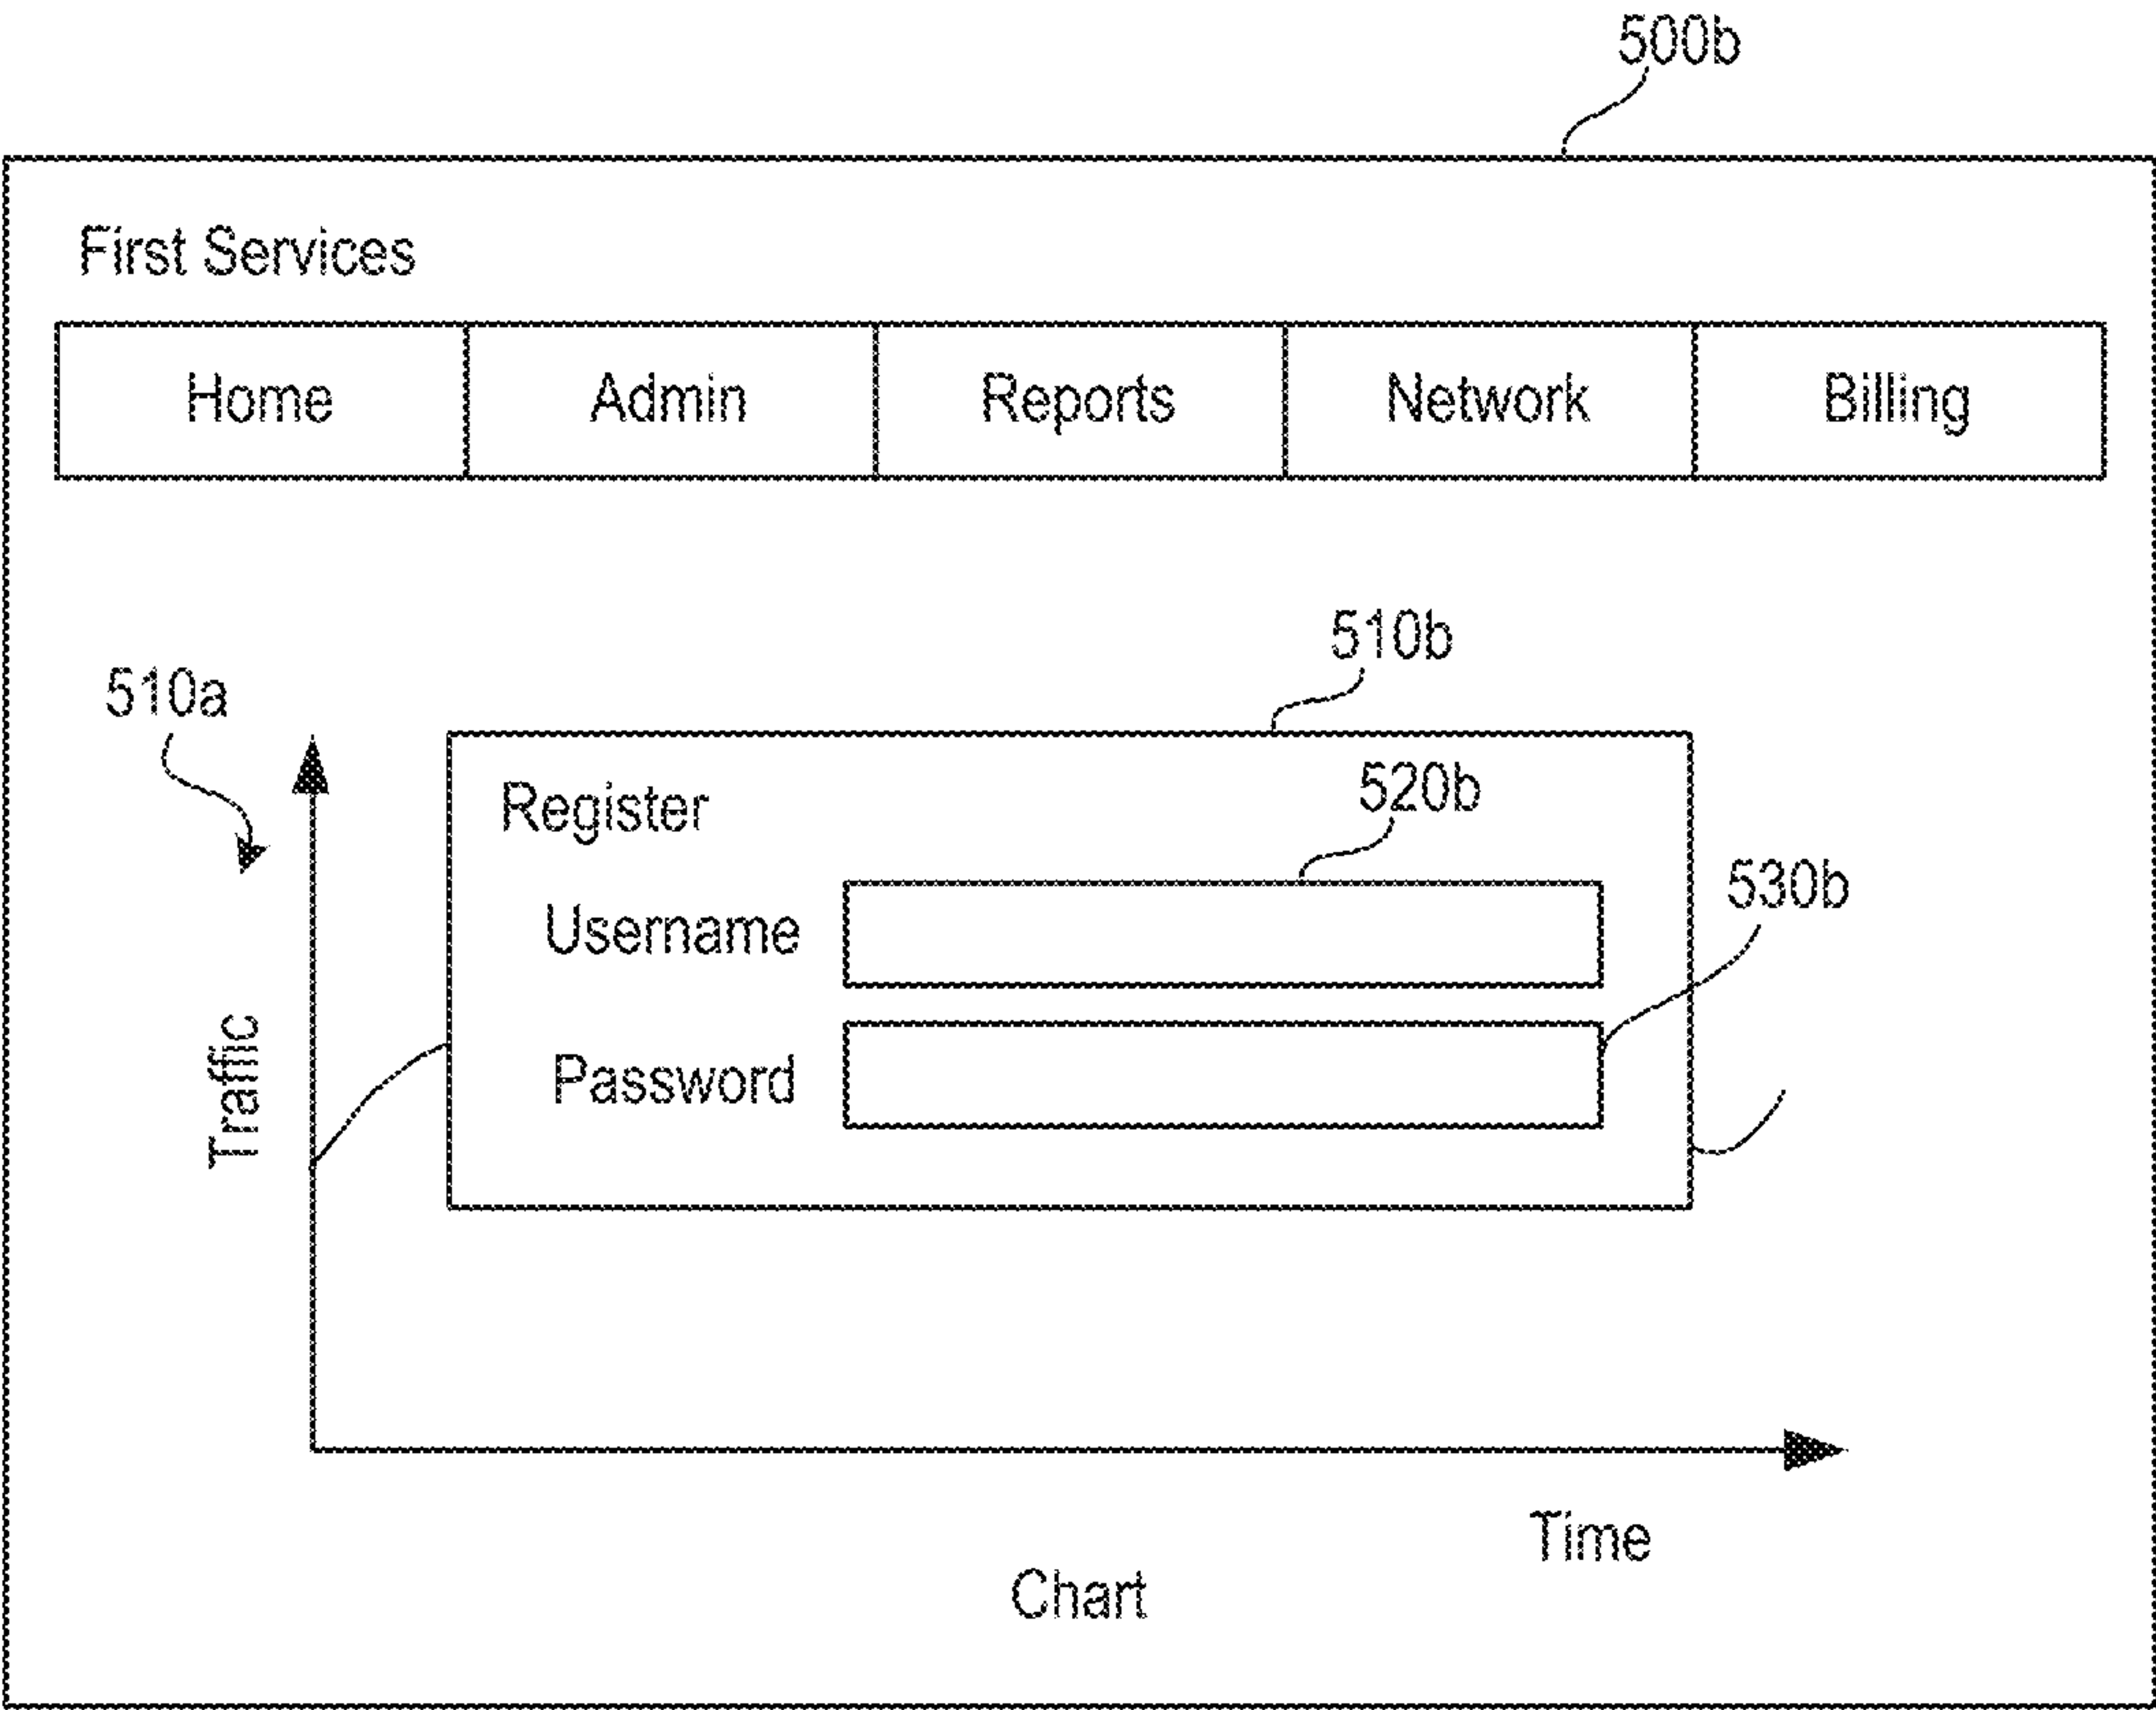 500b
First Services
Home Admin Reports Network Billing
510b
510a
Register
520b
Username
530b
Password
Traffic
Time
Chart